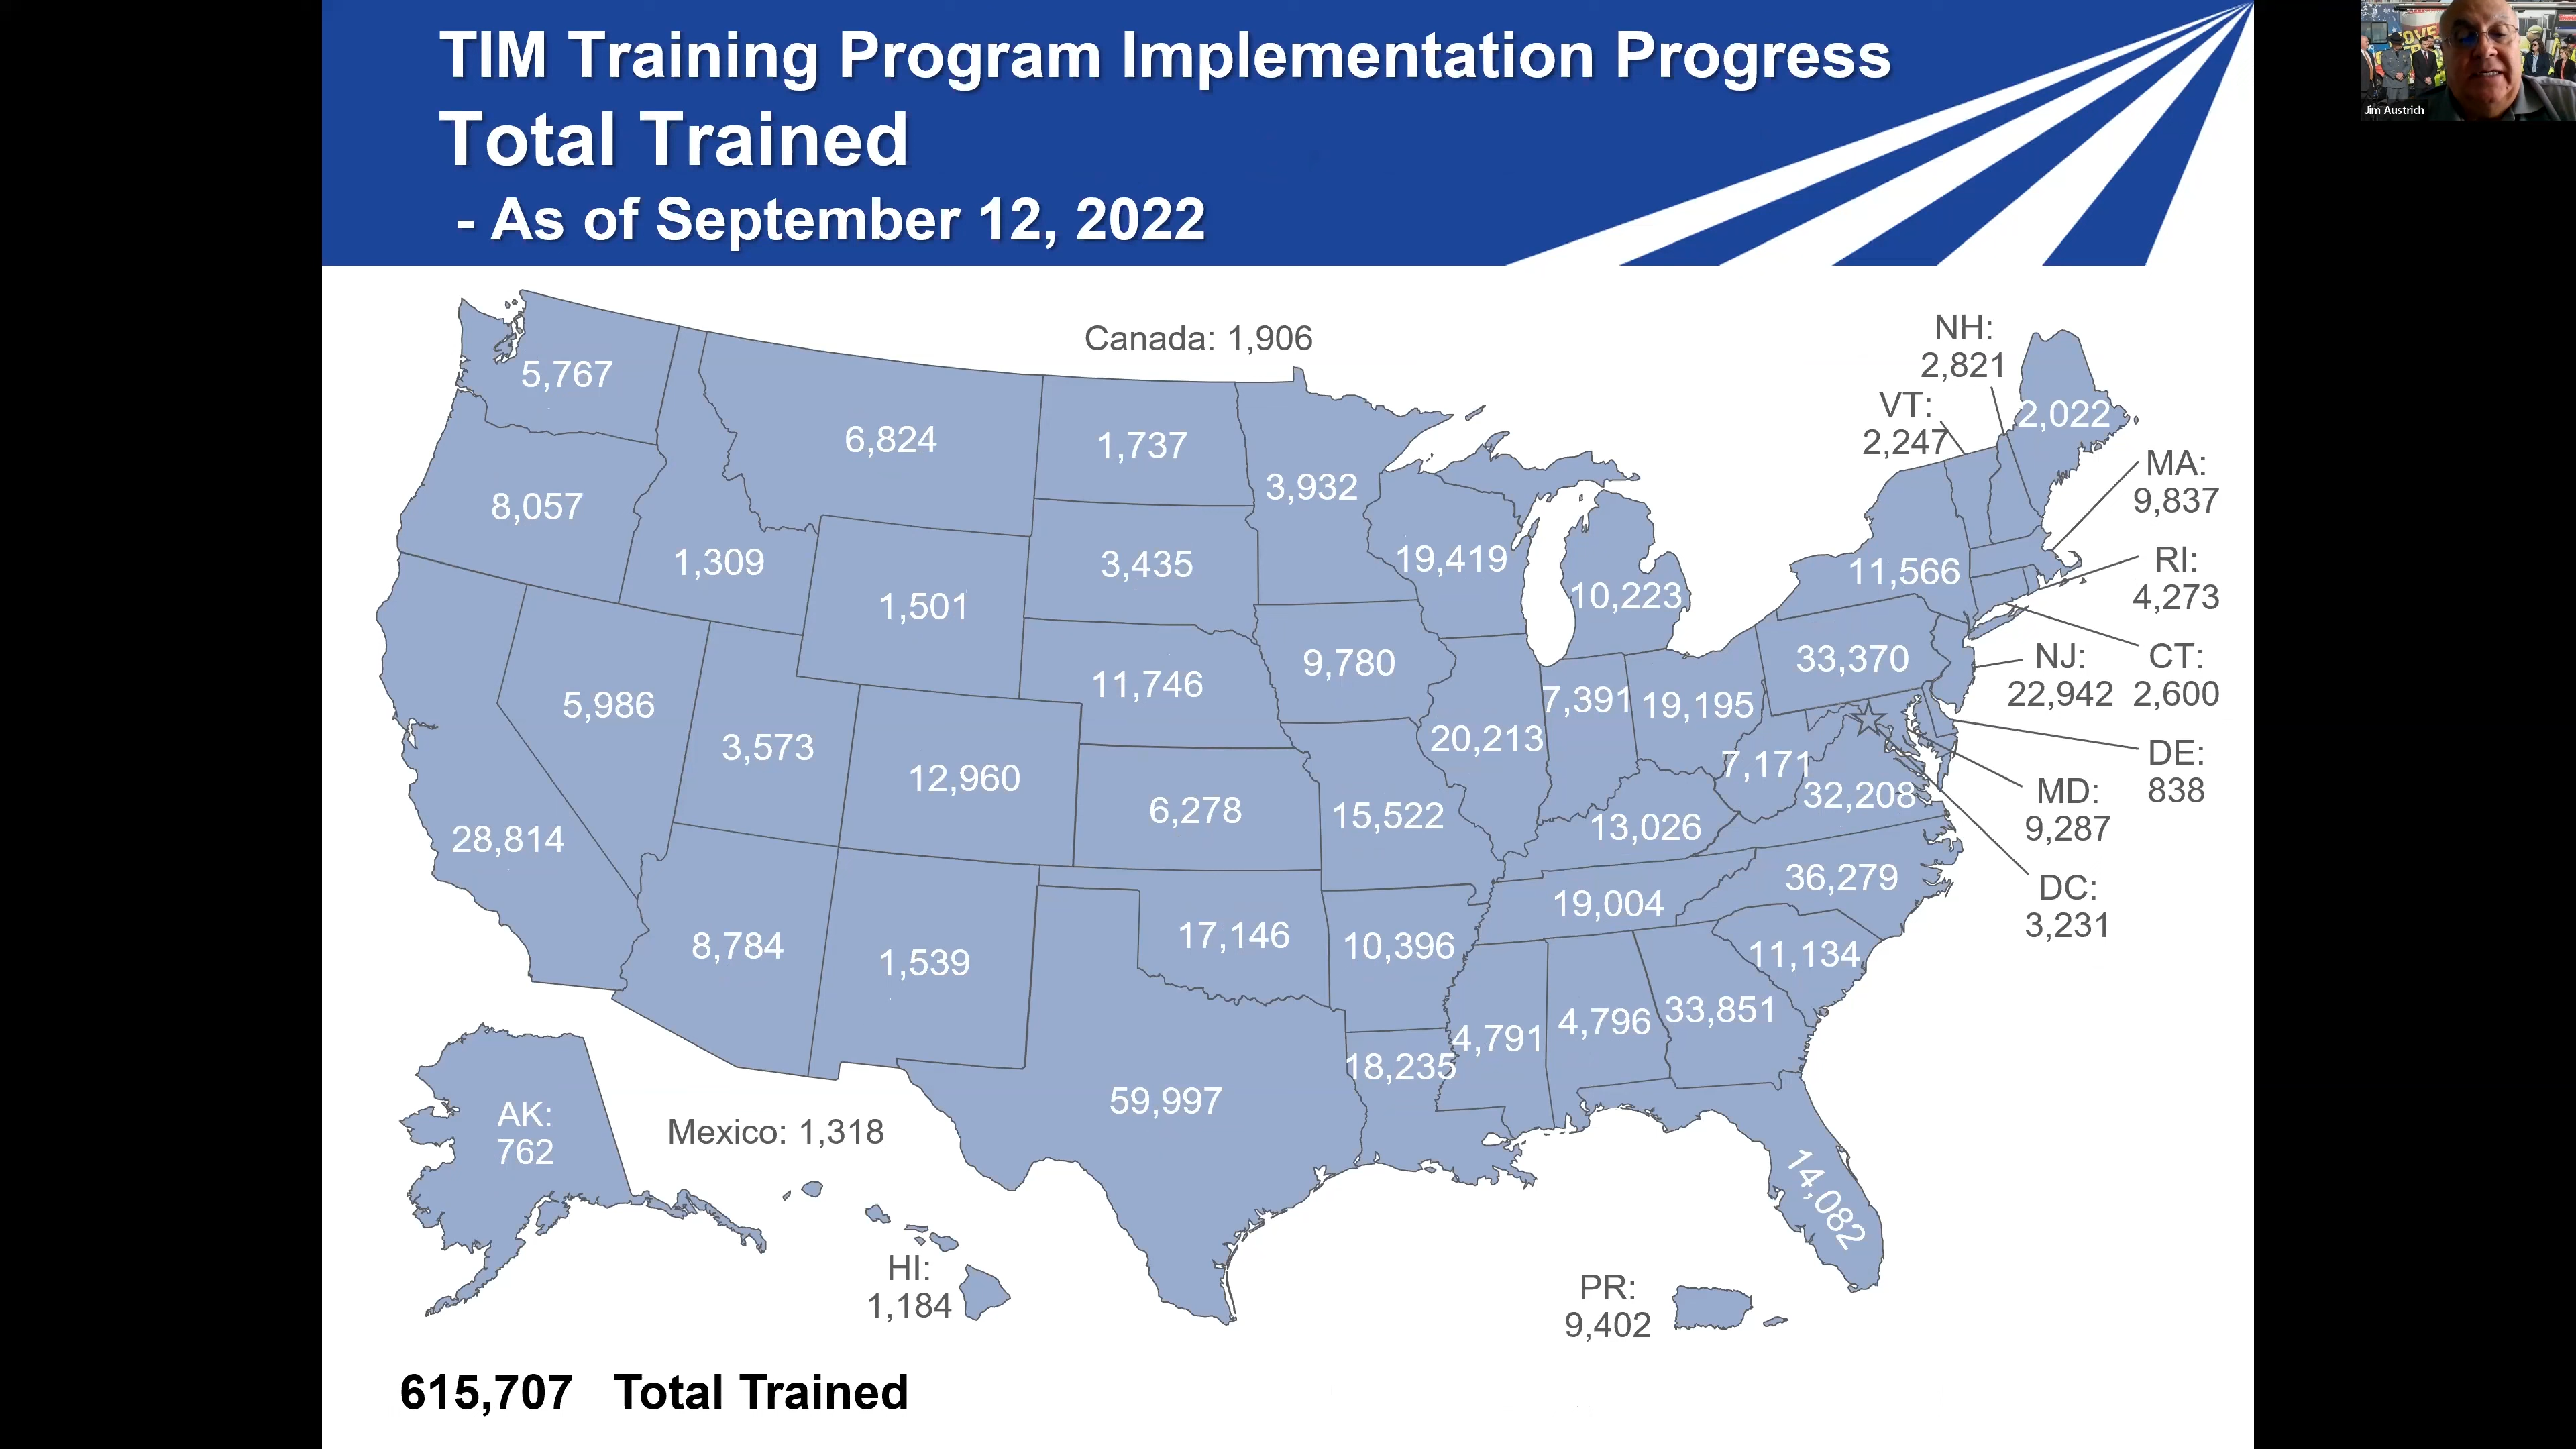 TIM Training Program Implementation Progress
Total Trained
- As of September 12, 2022
Jim Austrich
Canada: 1,906
NH:
2,821
VT:
2,247
2,022
MA:
9,837
RI:
4,273
CT:
2,600
NJ:
22,942
DE:
838
MD:
9,287
DC:
3,231
5,767
6,824
1,737
3,932
8,057
1,309
1,501
3,435
19,419
10,223
11,566
5,986
3,573
11,746
9,780
33,370
28,814
12,960
6,278
15,522
20,213
7,391
19,195
7,171
32,208
13,026
36,279
19,004
8,784
1,539
17,146
10,396
11,134
4,791
4,796
33,851
18,235
59,997
14,082
AK:
762
Mexico: 1,318
HI:
1,184
PR:
9,402
615,707 Total Trained